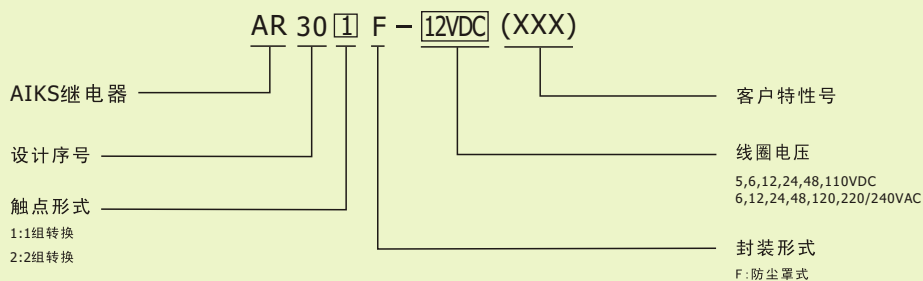 AR 30 1 F - 12VDC (XXX)
AIKS继电器
设计序号
触点形式
1:1组转换
2:2组转换
客户特性号
线圈电压
5,6,12,24,48,110VDC
6,12,24,48,120,220/240VAC
封装形式
F:防尘罩式